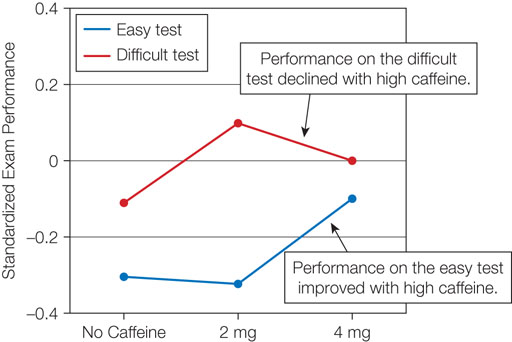 0.4
Easy test
Difficult test
Performance on the difficult
test declined with high caffeine.
0.2
0
−0.2
−0.4
Standardized Exam Performance
Performance on the easy test
improved with high caffeine.
No Caffeine
2 mg
4 mg